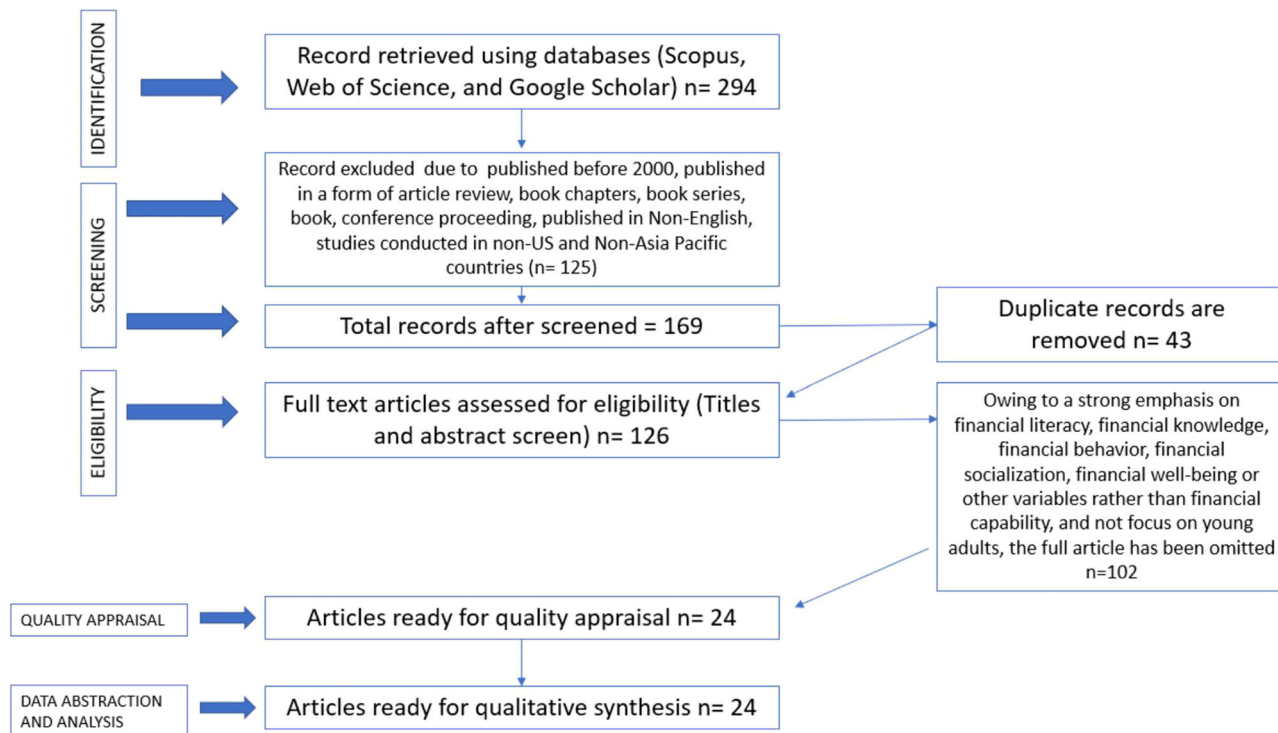 IDENTIFICATION
Record retrieved using databases (Scopus,
Web of Science, and Google Scholar) n= 294
SCREENING
Record excluded due to published before 2000, published
in a form of article review, book chapters, book series,
book, conference proceeding, published in Non-English,
studies conducted in non-US and Non-Asia Pacific
countries (n= 125)
Total records after screened = 169
Duplicate records are
removed n= 43
ELIGIBILITY
Full text articles assessed for eligibility (Titles
and abstract screen) n= 126
Owing to a strong emphasis on
financial literacy, financial knowledge,
financial behavior, financial
socialization, financial well-being or
other variables rather than financial
capability, and not focus on young
adults, the full article has been omitted
n=102
QUALITY APPRAISAL
Articles ready for quality appraisal n= 24
DATA ABSTRACTION
AND ANALYSIS
Articles ready for qualitative synthesis n= 24